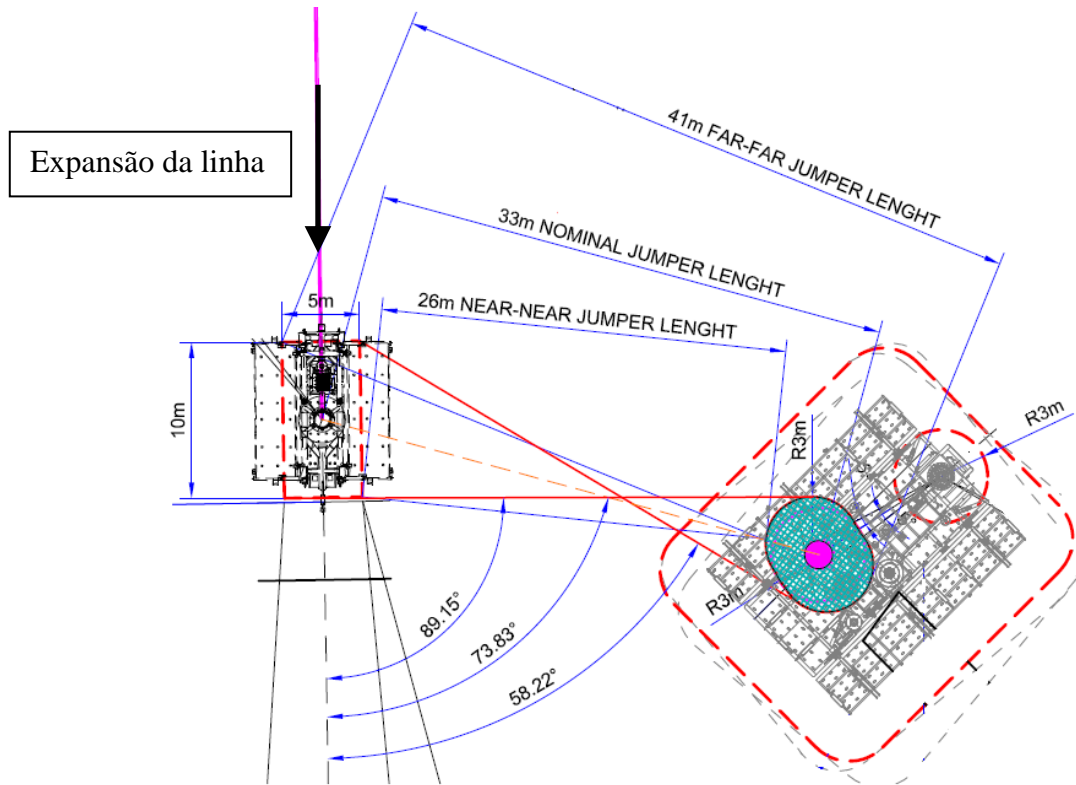 41m FAR-FAR JUMPER LENGHT
Expansão da linha
33m NOMINAL JUMPER LENGHT
26m NEAR-NEAR JUMPER LENGHT
5m
10m
R3m
R3m
R3m
89.15°
73.83°
58.22°